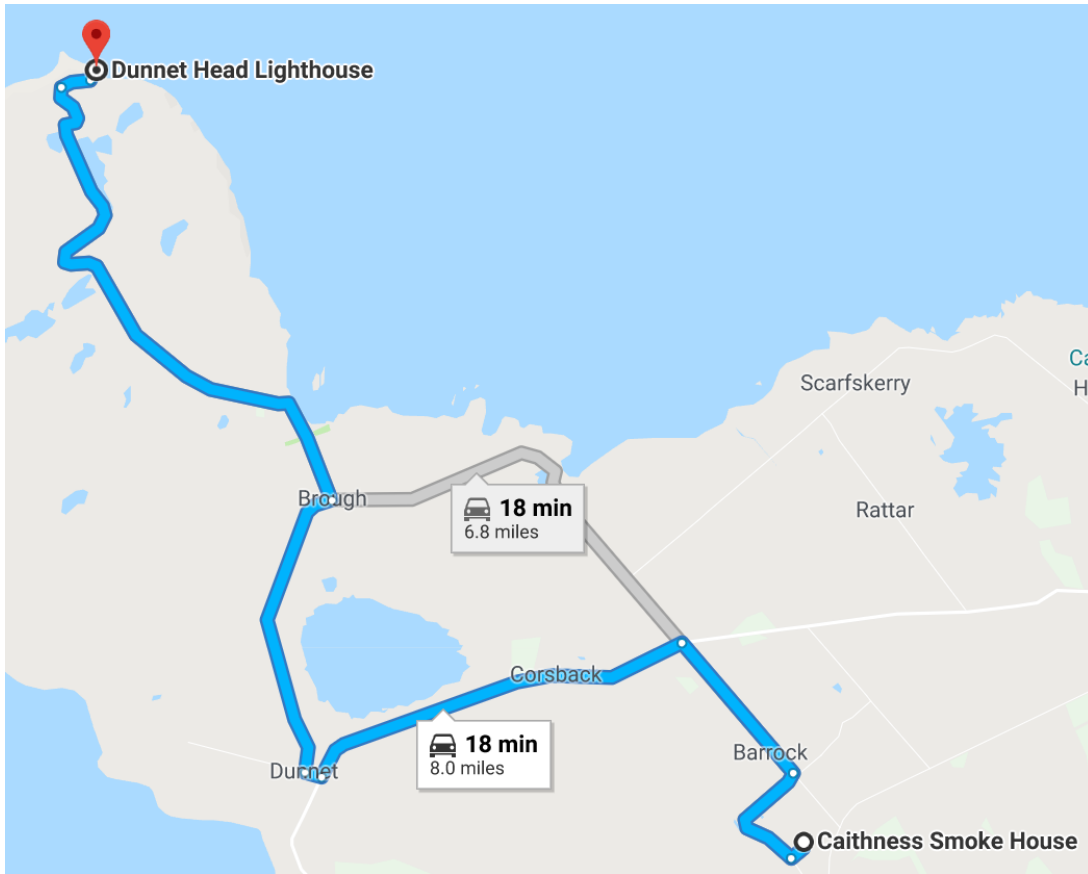 Dunnet Head Lighthouse
Scarfskerry
Ca
H
Brough
18 min
6.8 miles
Rattar
Corsback
18 min
8.0 miles
Barrock
Dunnet
Caithness Smoke House